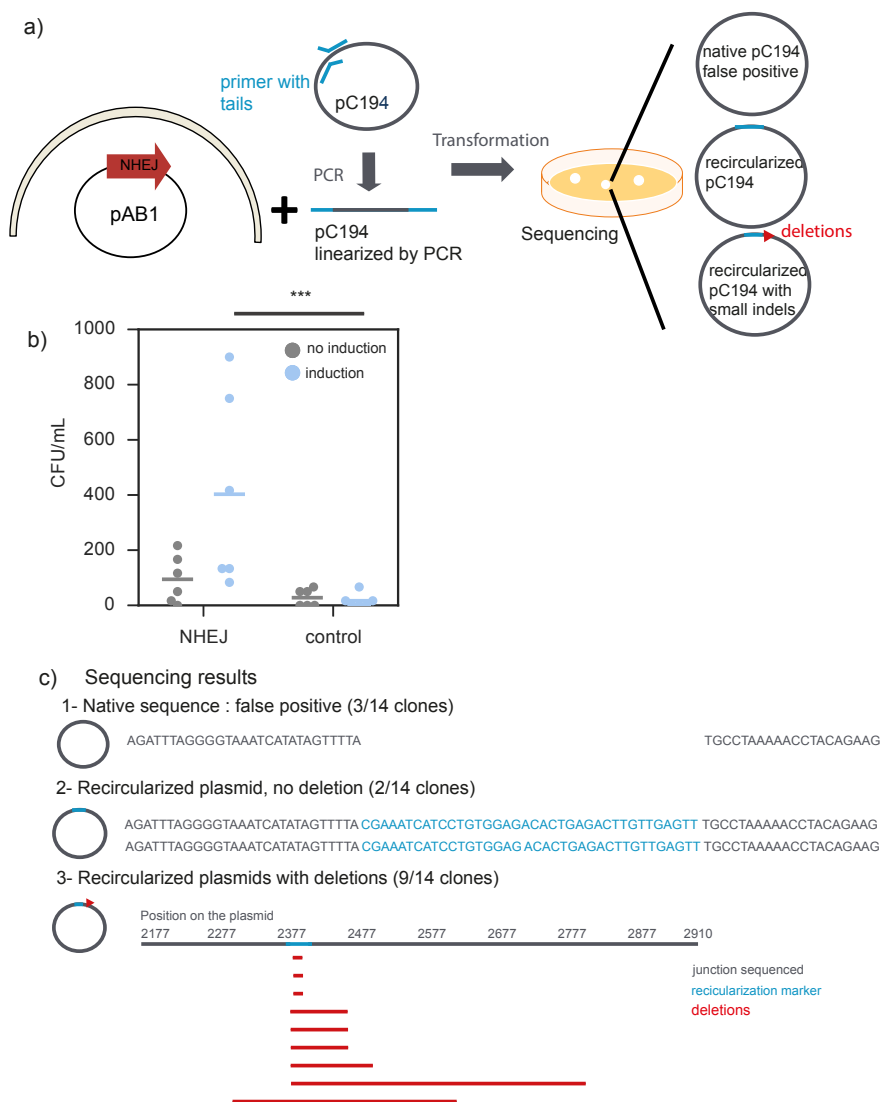 a)
primer with
tails
pC194
native pC194
false positive
NHEJ
pAB1
PCR
Transformation
pC194
linearized by PCR
Sequencing
recircularized
pC194
deletions
recircularized
pC194 with
small indels
b)
***
1000
800
600
400
200
0
CFU/mL
no induction
induction
NHEJ
control
c) Sequencing results
1- Native sequence : false positive (3/14 clones)
AGATTTAGGGGTAAATCATATAGTTTTA TGCCTAAAAACCTACAGAAG
2- Recircularized plasmid, no deletion (2/14 clones)
AGATTTAGGGGTAAATCATATAGTTTTA CGAAATCATCCTGTGGAGACACTGAGACTTGTTGAGTT TGCCTAAAAACCTACAGAAG
AGATTTAGGGGTAAATCATATAGTTTTA CGAAATCATCCTGTGGAG ACACTGAGACTTGTTGAGTT TGCCTAAAAACCTACAGAAG
3- Recircularized plasmids with deletions (9/14 clones)
Position on the plasmid
2177 2277 2377 2477 2577 2677 2777 2877 2910
junction sequenced
recicularization marker
deletions